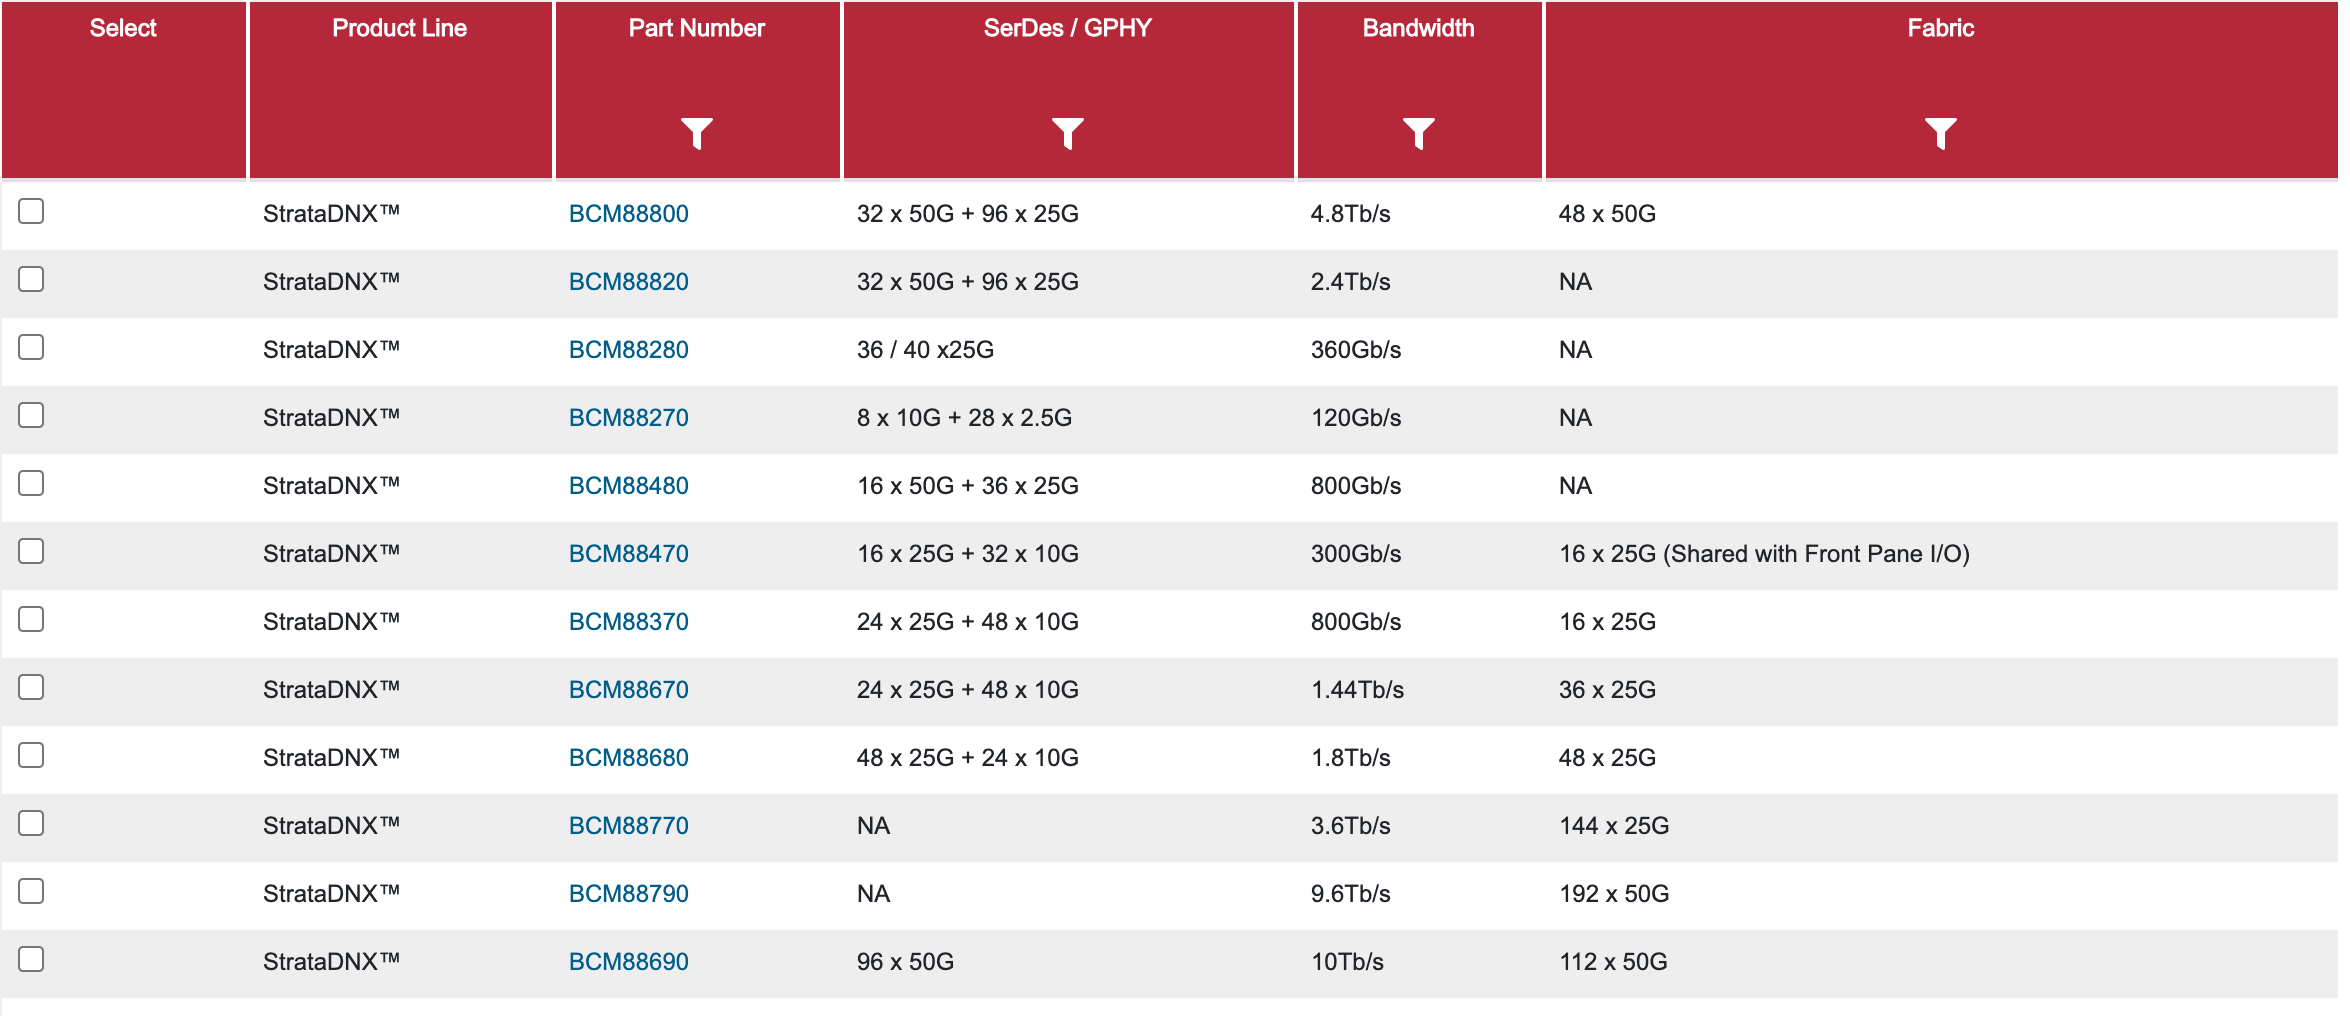 Select Product Line Part Number SerDes / GPHY Bandwidth Fabric
StrataDNX™ BCM88800 32 x 50G + 96 x 25G 4.8Tb/s 48 x 50G
StrataDNX™ BCM88820 32 x 50G + 96 x 25G 2.4Tb/s NA
StrataDNX™ BCM88280 36 / 40 x25G 360Gb/s NA
StrataDNX™ BCM88270 8 x 10G + 28 x 2.5G 120Gb/s NA
StrataDNX™ BCM88480 16 x 50G + 36 x 25G 800Gb/s NA
StrataDNX™ BCM88470 16 x 25G + 32 x 10G 300Gb/s 16 x 25G (Shared with Front Pane I/O)
StrataDNX™ BCM88370 24 x 25G + 48 x 10G 800Gb/s 16 x 25G
StrataDNX™ BCM88670 24 x 25G + 48 x 10G 1.44Tb/s 36 x 25G
StrataDNX™ BCM88680 48 x 25G + 24 x 10G 1.8Tb/s 48 x 25G
StrataDNX™ BCM88770 NA 3.6Tb/s 144 x 25G
StrataDNX™ BCM88790 NA 9.6Tb/s 192 x 50G
StrataDNX™ BCM88690 96 x 50G 10Tb/s 112 x 50G